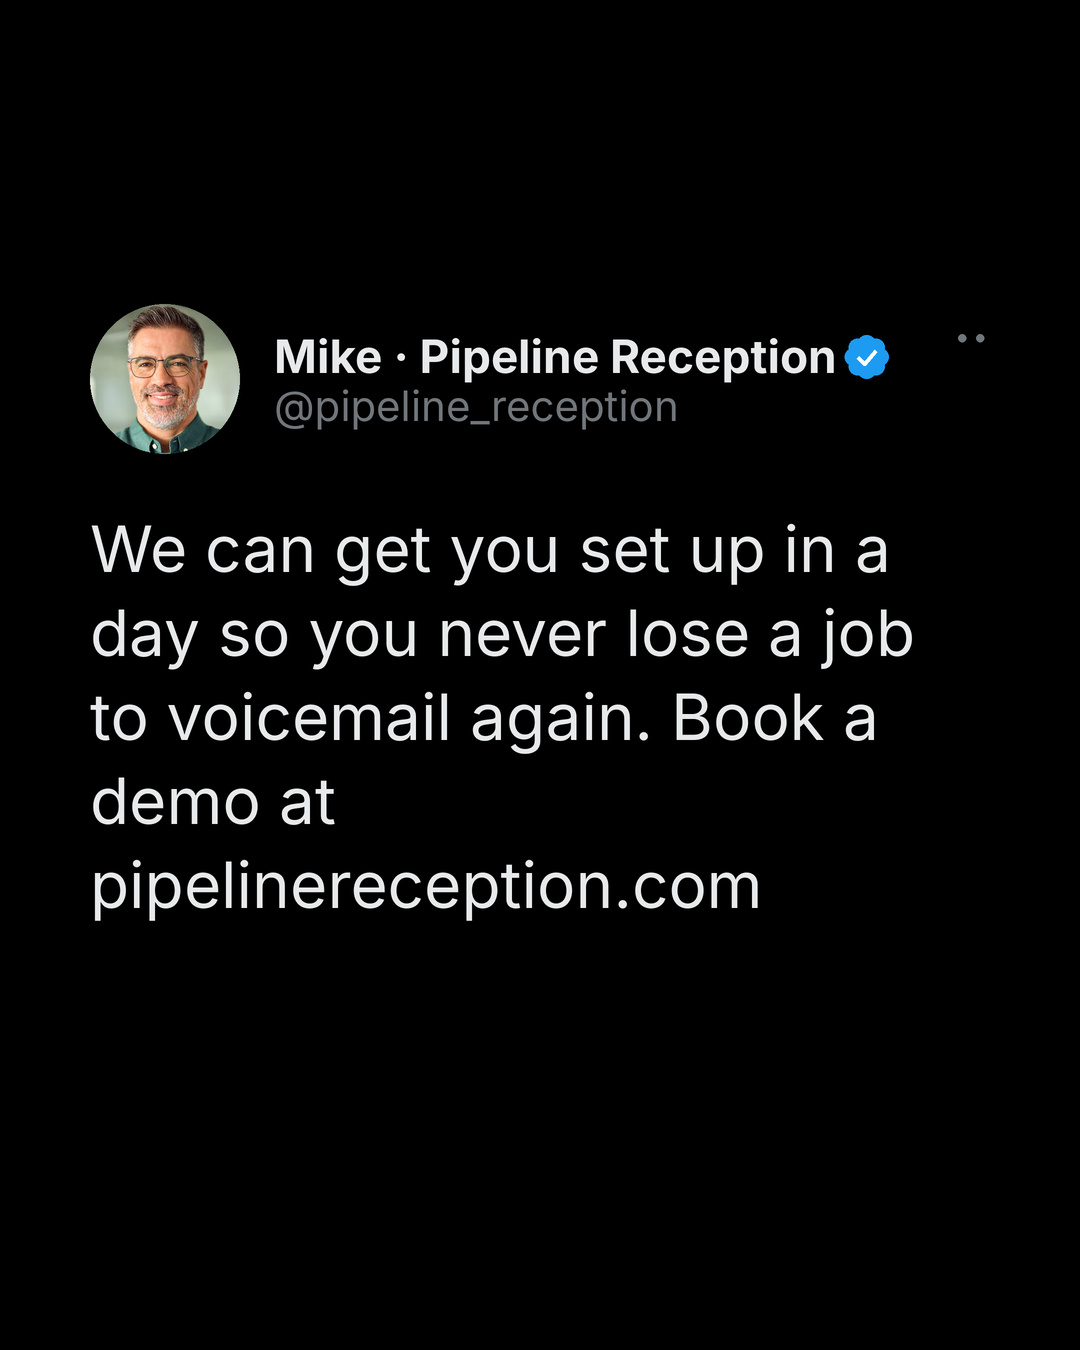 Mike · Pipeline Reception
@pipeline_reception
We can get you set up in a
day so you never lose a job
to voicemail again. Book a
demo at
pipelinereception.com